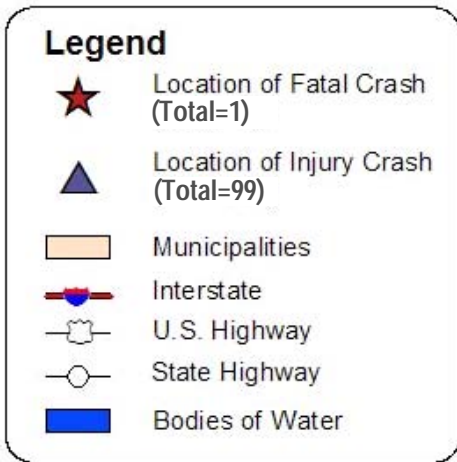 Legend
Location of Fatal Crash
(Total=1)
Location of Injury Crash
(Total=99)
Municipalities
Interstate
U.S. Highway
State Highway
Bodies of Water